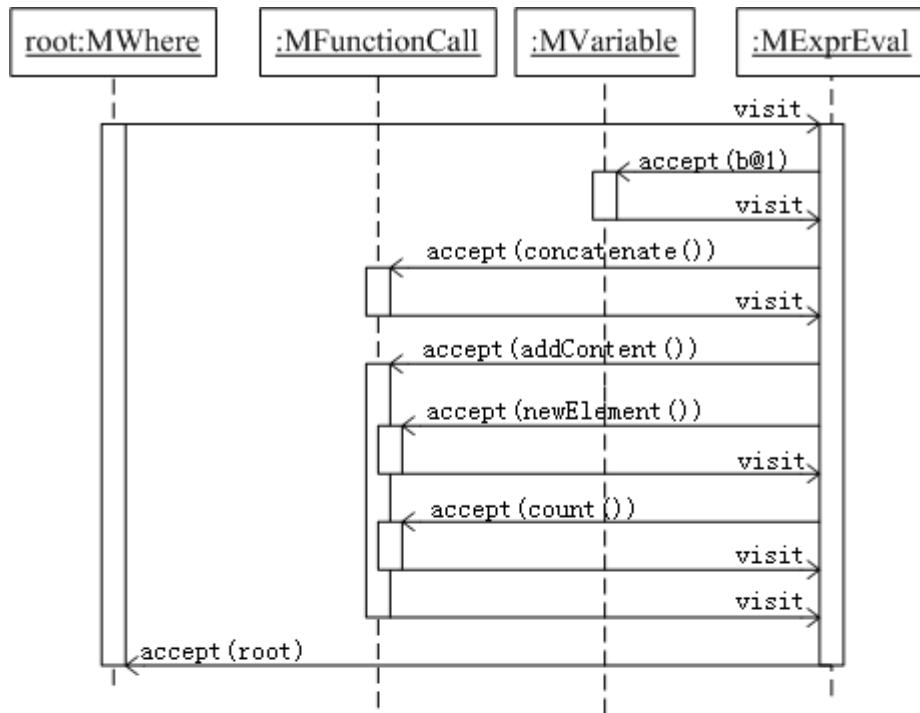 root:MWhere
:MFunctionCall
:MVariable
:MExprEval
visit
accept(b@1)
visit
accept(concatenate())
visit
accept(addContent())
accept(newElement())
visit
accept(count())
visit
visit
accept(root)